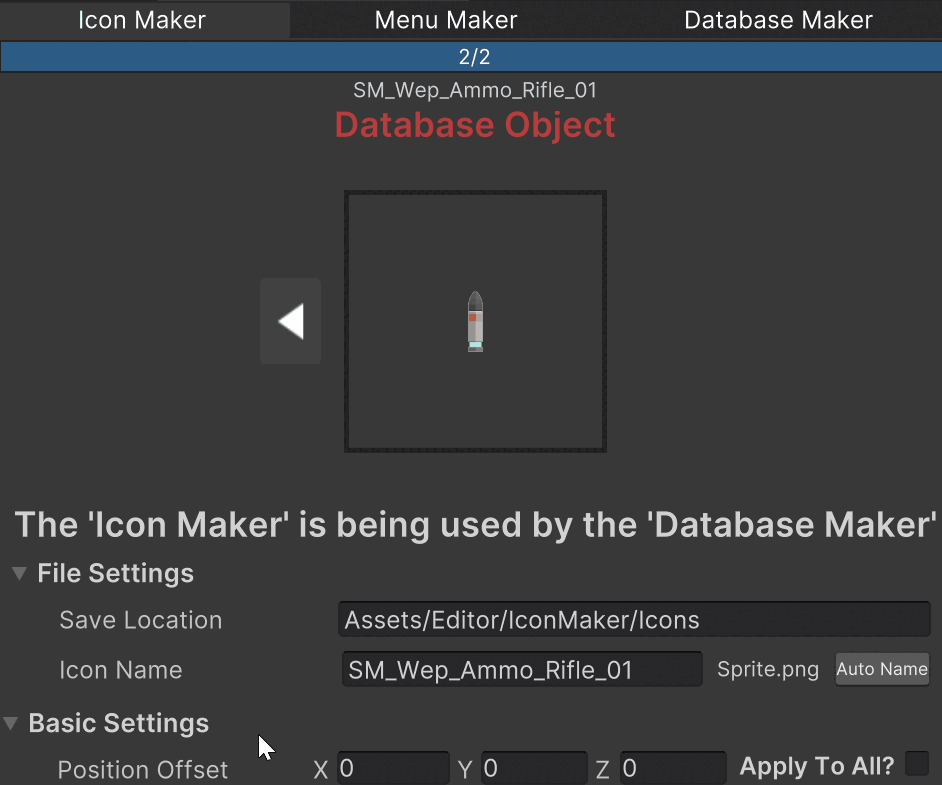 Icon Maker Menu Maker Database Maker
2/2
SM_Wep_Ammo_Rifle_01
Database Object
The 'Icon Maker' is being used by the 'Database Maker'
File Settings
Save Location Assets/Editor/IconMaker/Icons
Icon Name SM_Wep_Ammo_Rifle_01 Sprite.png Auto Name
Basic Settings
Position Offset X 0 Y 0 Z 0 Apply To All?